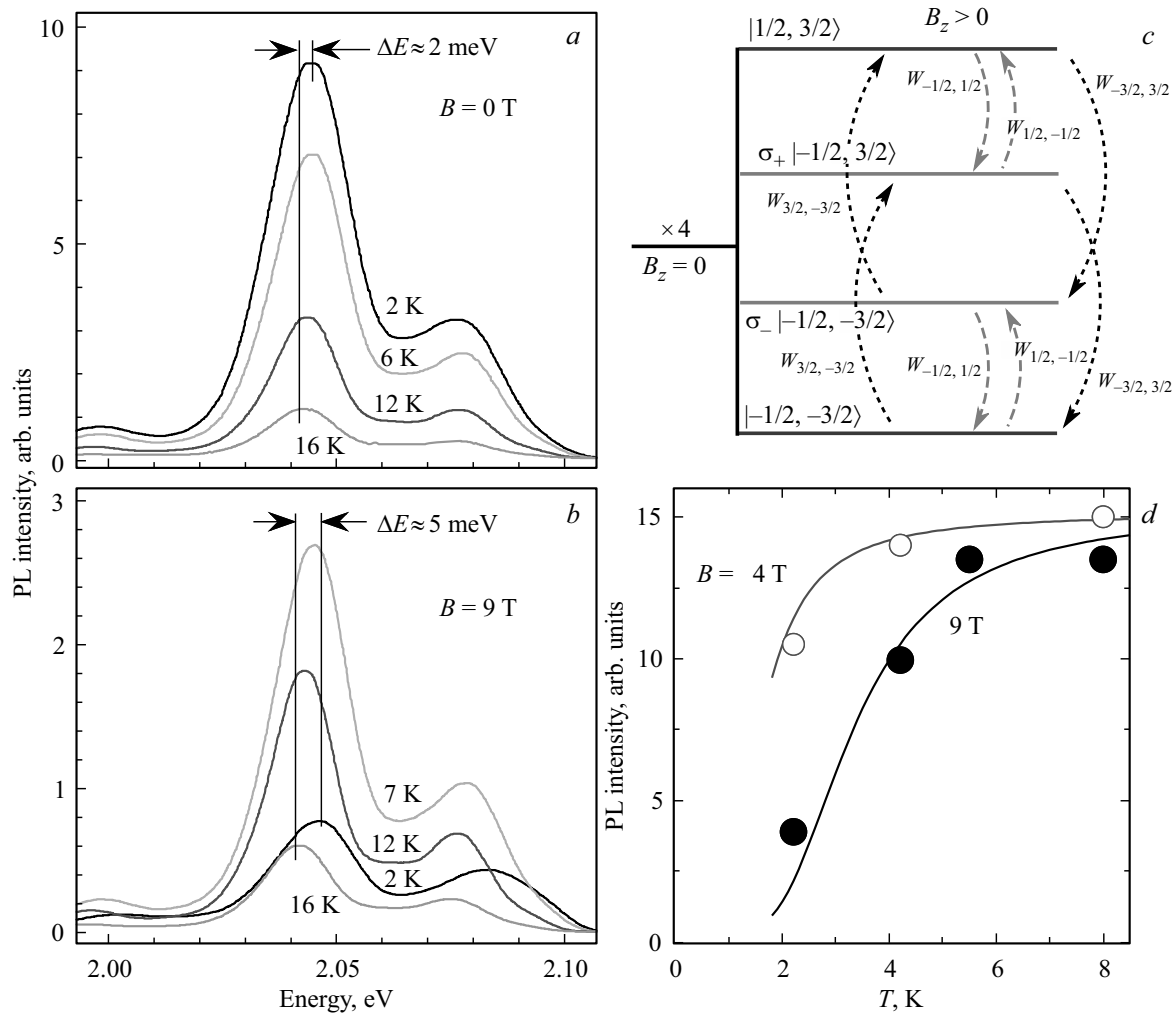 10
a
ΔE ≈ 2 meV
B = 0 T
5
2 K
6 K
12 K
16 K
0
PL intensity, arb. units
3
b
ΔE ≈ 5 meV
B = 9 T
2
1
7 K
12 K
2 K
16 K
0
2.00
2.05
2.10
Energy, eV
|1/2, 3/2⟩
B_z > 0
c
W_{–1/2, 1/2}
W_{–3/2, 3/2}
W_{1/2, –1/2}
σ_+ |–1/2, 3/2⟩
W_{3/2, –3/2}
× 4
B_z = 0
σ_– |–1/2, –3/2⟩
W_{3/2, –3/2}
W_{–1/2, 1/2}
W_{1/2, –1/2}
W_{–3/2, 3/2}
|–1/2, –3/2⟩
15
d
B = 4 T
9 T
10
5
0
PL intensity, arb. units
0
2
4
6
8
T, K